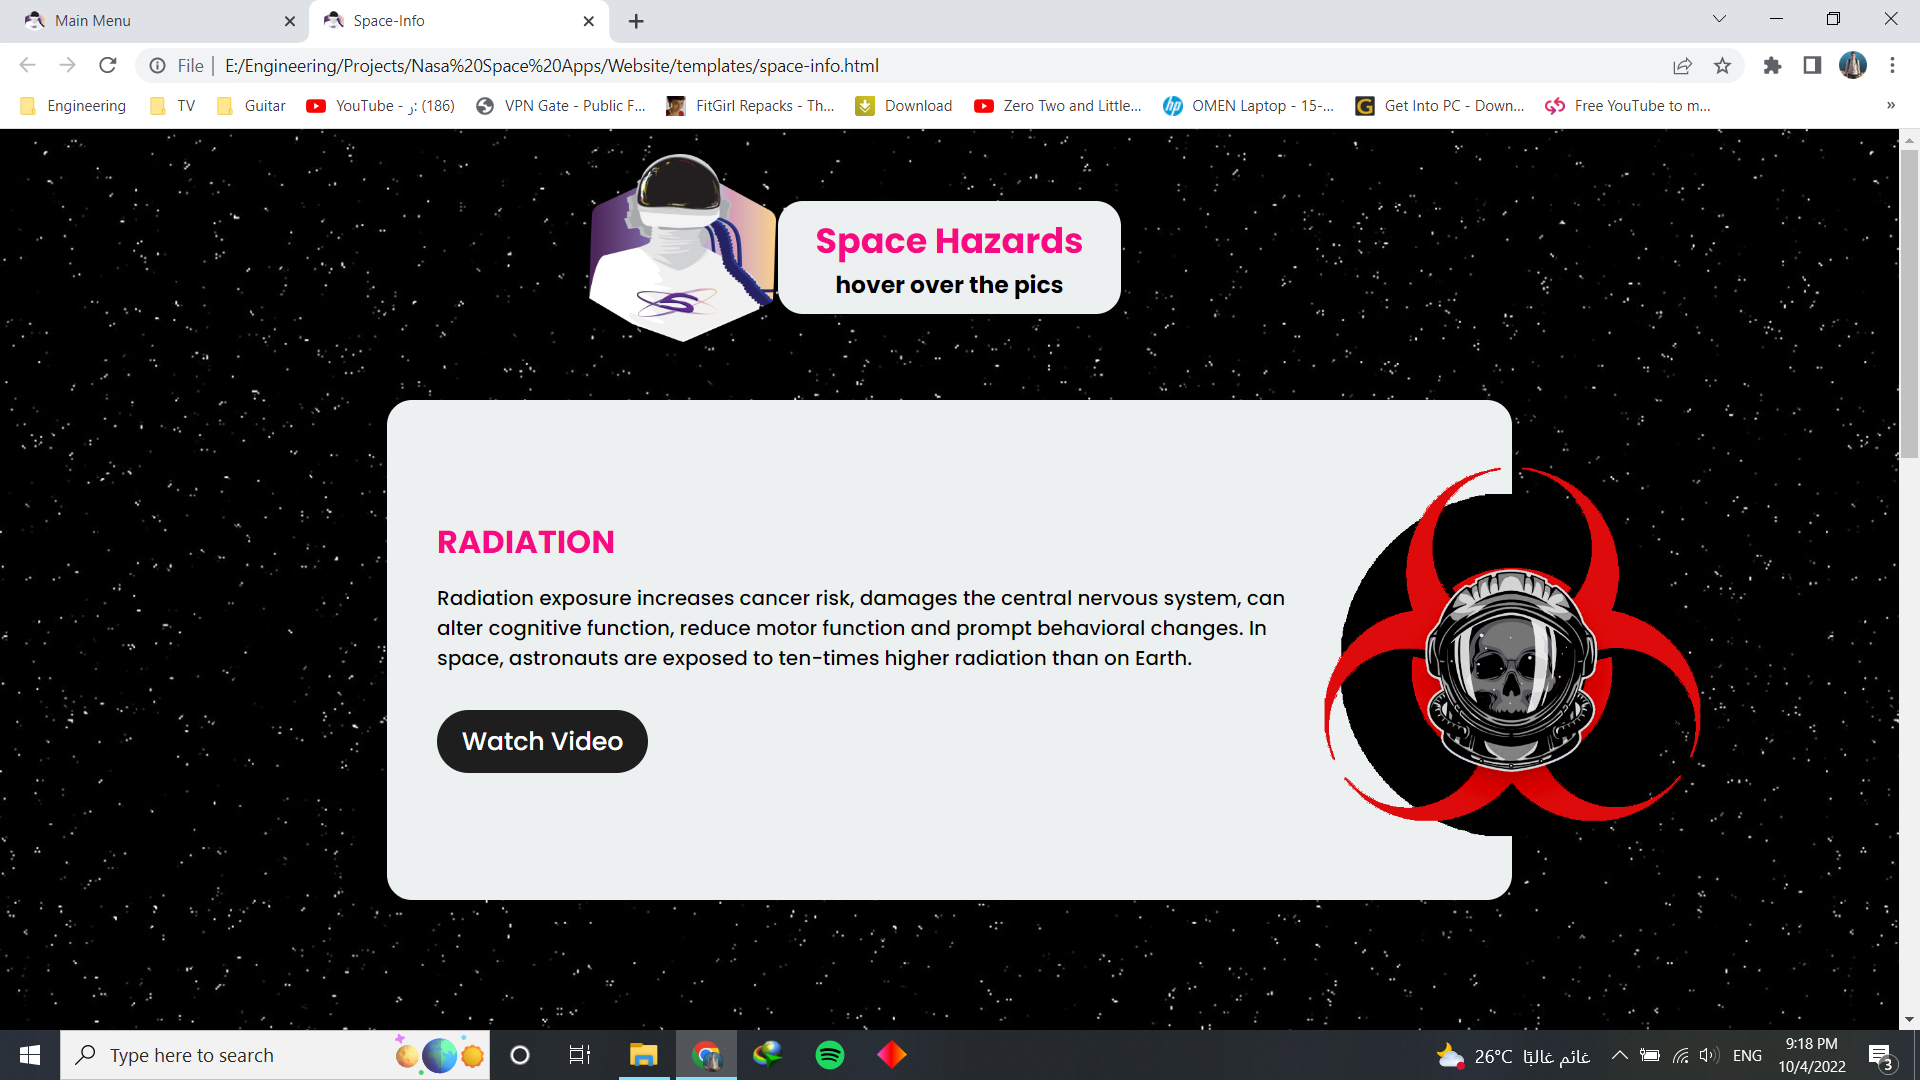 Main Menu
Space-Info
File
E:/Engineering/Projects/Nasa%20Space%20Apps/Website/templates/space-info.html
Engineering
TV
Guitar
YouTube - ر: (186)
VPN Gate - Public F...
FitGirl Repacks - Th...
Download
Zero Two and Little...
OMEN Laptop - 15-...
Get Into PC - Down...
Free YouTube to m...
»
Space Hazards
hover over the pics
RADIATION
Radiation exposure increases cancer risk, damages the central nervous system, can
alter cognitive function, reduce motor function and prompt behavioral changes. In
space, astronauts are exposed to ten-times higher radiation than on Earth.
Watch Video
Type here to search
26°C غائم غالبًا
ENG
9:18 PM
10/4/2022
3